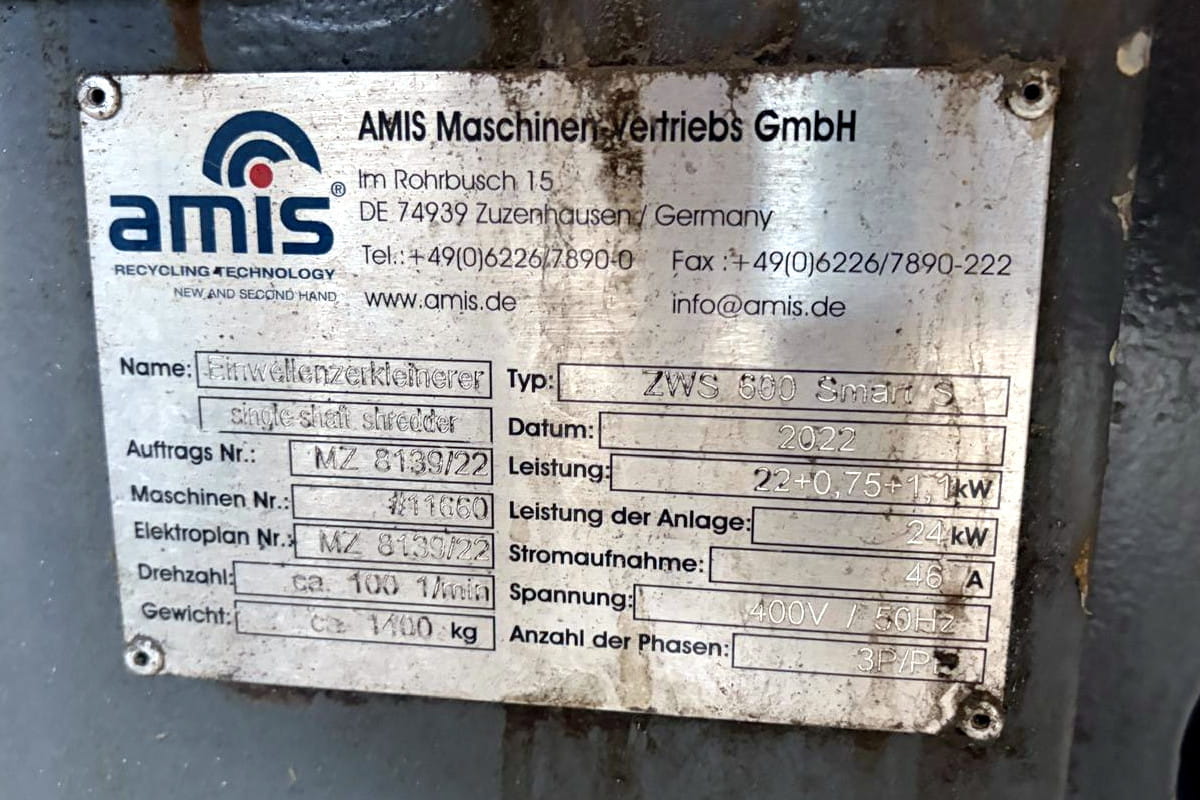 AMIS Maschinen-Vertriebs GmbH
Im Rohrbusch 15
DE 74939 Zuzenhausen / Germany
Tel.: +49(0)6226/7890-0 Fax : +49(0)6226/7890-222
www.amis.de info@amis.de
amis®
RECYCLING TECHNOLOGY
NEW AND SECOND HAND
Name: Einwellenzerkleinerer
single shaft shredder
Auftrags Nr.: MZ 8139/22
Maschinen Nr.: #11660
Elektroplan Nr.: MZ 8139/22
Drehzahl: ca. 100 1/min
Gewicht: ca. 1400 kg
Typ: ZWS 600 Smart S
Datum: 2022
Leistung: 22+0,75+1,1 kW
Leistung der Anlage: 24 kW
Stromaufnahme: 46 A
Spannung: 400V / 50Hz
Anzahl der Phasen: